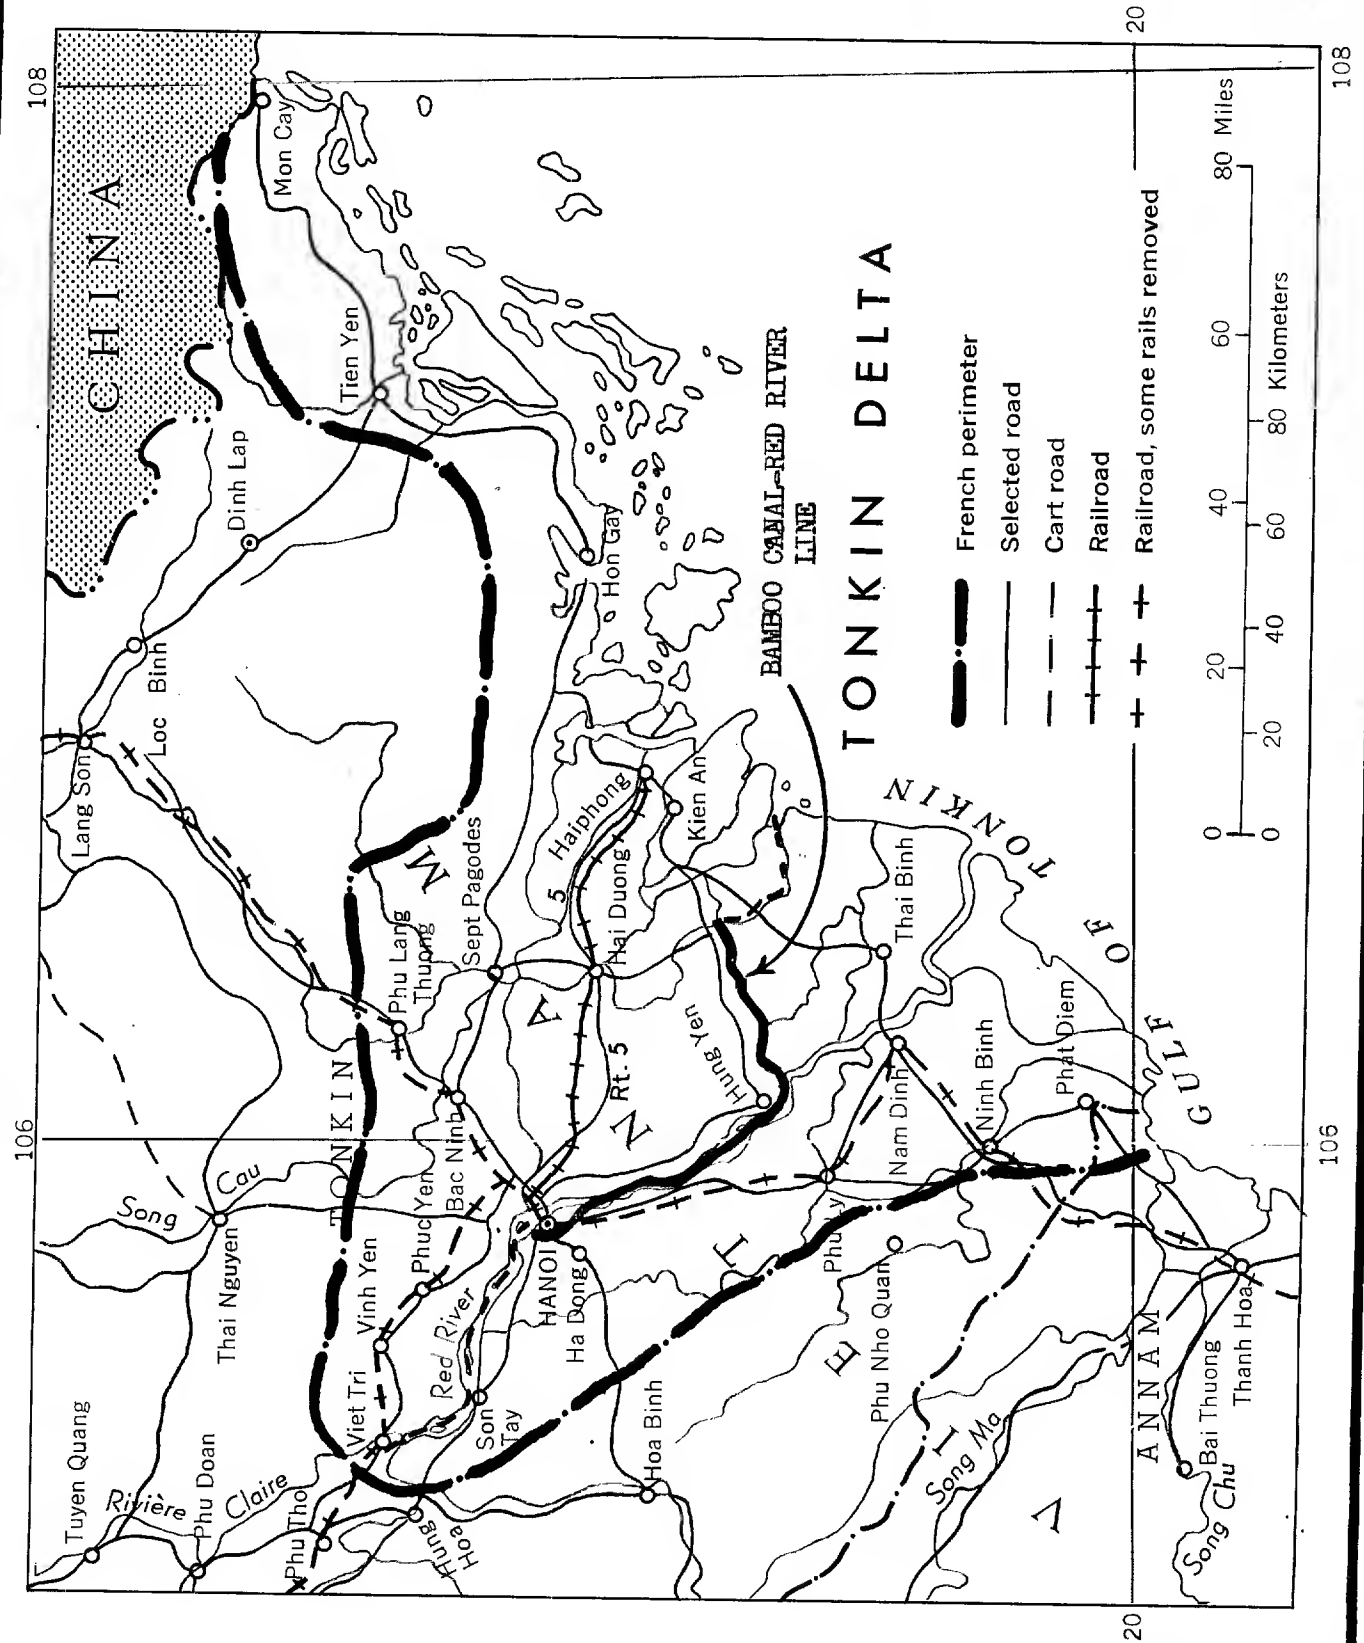 108
20
108
CHINA
Mon Cay
Tien Yen
Dinh Lap
Loc Binh
Lang Son
Hon Gay
Haiphong
Kien An
Hai Duong
5
Rt. 5
Sept Pagodes
Phu Lang
Thuong
Bac Ninh
Phuc Yen
Vinh Yen
Viet Tri
TONKIN
Song Cau
Thai Nguyen
Tuyen Quang
Rivière Claire
Phu Doan
Phu Tho
Hung
Hoa
Son
Tay
Red River
HANOI
Ha Dong
Hoa Binh
Hung Yen
Thai Binh
Nam Dinh
Ninh Binh
Phat Diem
Phu Ly
Phu Nho Quan
Song Ma
Song Chu
Bai Thuong
Thanh Hoa
ANNAM
VIETNAM
GULF OF TONKIN
BAMBOO CANAL-RED RIVER
LINE
TONKIN DELTA
French perimeter
Selected road
Cart road
Railroad
Railroad, some rails removed
0 20 40 60 80 Miles
0 20 40 60 80 Kilometers
106
106
20